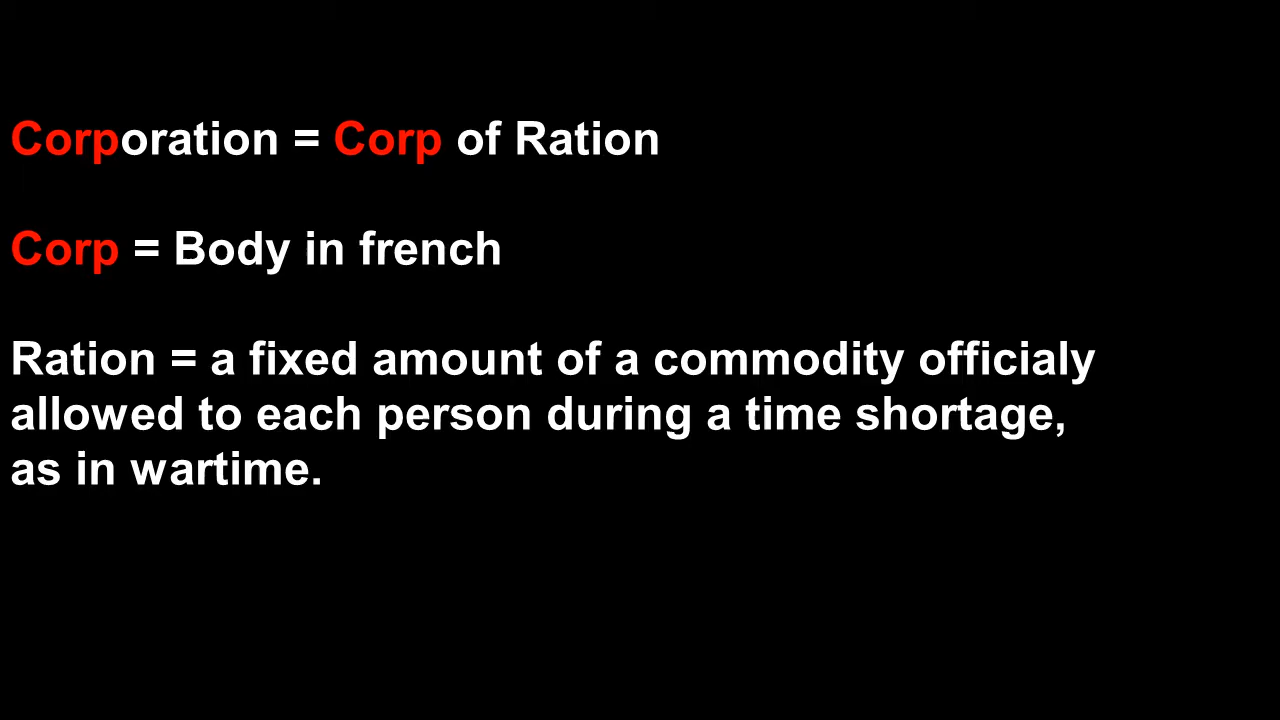 Corporation = Corp of Ration
Corp = Body in french
Ration = a fixed amount of a commodity officialy
allowed to each person during a time shortage,
as in wartime.